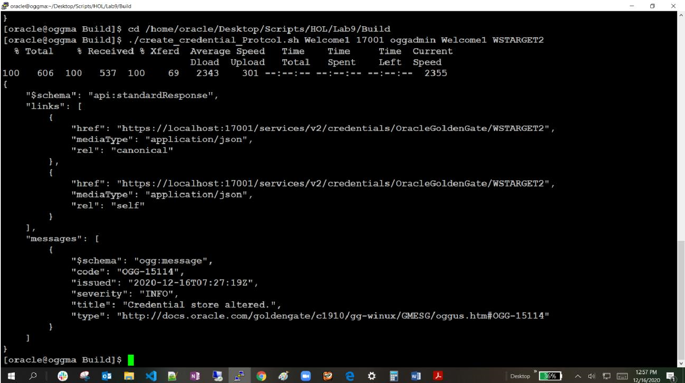 oracle@oggma:~/Desktop/Scripts/HOL/Lab9/Build
}
[oracle@oggma Build]$ cd /home/oracle/Desktop/Scripts/HOL/Lab9/Build
[oracle@oggma Build]$ ./create_credential_Protcol.sh Welcome1 17001 oggadmin Welcome1 WSTARGET2
% Total % Received % Xferd Average Speed Time Time Time Current
Dload Upload Total Spent Left Speed
100 606 100 537 100 69 2343 301 --:--:-- --:--:-- --:--:-- 2355
{
"$schema": "api:standardResponse",
"links": [
{
"href": "https://localhost:17001/services/v2/credentials/OracleGoldenGate/WSTARGET2",
"mediaType": "application/json",
"rel": "canonical"
},
{
"href": "https://localhost:17001/services/v2/credentials/OracleGoldenGate/WSTARGET2",
"mediaType": "application/json",
"rel": "self"
}
],
"messages": [
{
"$schema": "ogg:message",
"code": "OGG-15114",
"issued": "2020-12-16T07:27:19Z",
"severity": "INFO",
"title": "Credential store altered.",
"type": "http://docs.oracle.com/goldengate/c1910/gg-winux/GMESG/oggus.htm#OGG-15114"
}
]
}
[oracle@oggma Build]$
Desktop
12:57 PM
12/16/2020